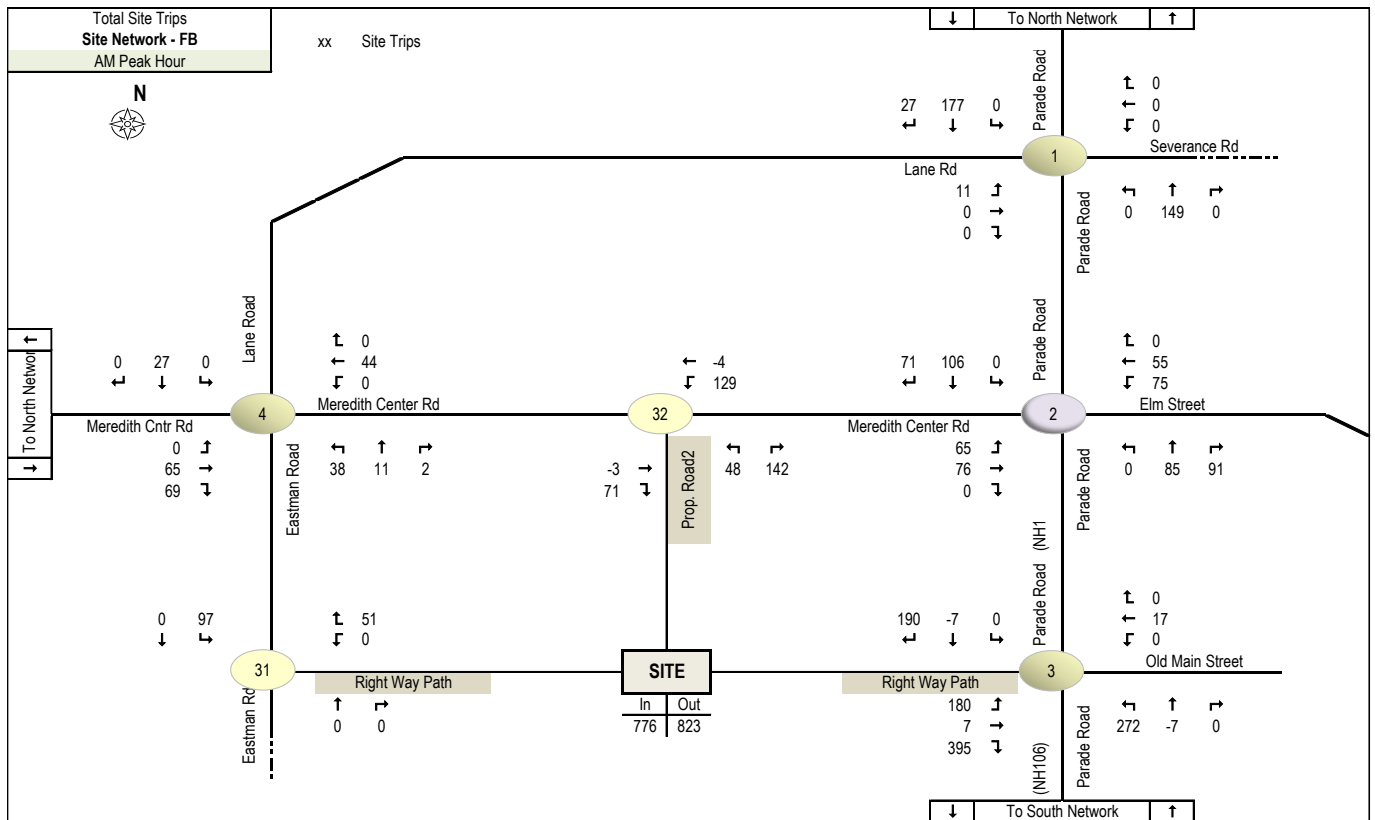 Total Site Trips
Site Network - FB
AM Peak Hour
xx Site Trips
N
↓ To North Network ↑
Parade Road
27 177 0
↵ ↓ ↳
↑ 0
← 0
↓ 0
1
Severance Rd
Lane Rd
11
0 →
0
↰ ↑ ↱
0 149 0
Parade Road
Lane Road
Parade Road
← To North Networ →
0 27 0
↵ ↓ ↳
0
← 44
0
← -4
129
71 106 0
↵ ↓ ↳
0
← 55
75
4
Meredith Center Rd
32
2
Elm Street
Meredith Cntr Rd
0
65 →
69
Eastman Road
↰ ↑ ↱
38 11 2
-3 →
71
Prop. Road2
↰ ↱
48 142
Meredith Center Rd
65
76 →
0
Parade Road
↰ ↑ ↱
0 85 91
Parade Road (NH1
0 97
↓ ↳
51
0
190 -7 0
↵ ↓ ↳
0
← 17
0
31
SITE
3
Old Main Street
Right Way Path
Right Way Path
Eastman Rd
↑ ↱
0 0
In Out
776 823
180
7 →
395
(NH106)
Parade Road
↰ ↑ ↱
272 -7 0
↓ To South Network ↑